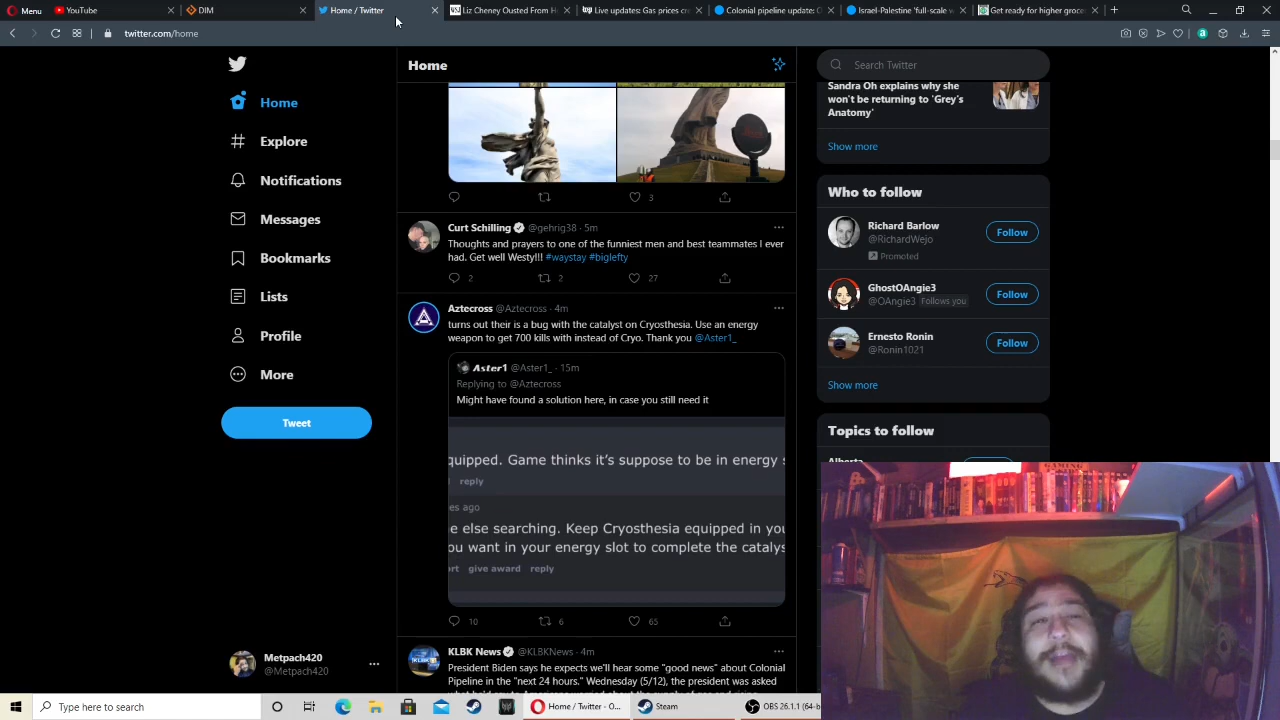 Menu
YouTube
DIM
Home / Twitter
Liz Cheney Ousted From H
Live updates: Gas prices cr
Colonial pipeline update: C
Israel-Palestine 'full-scale w
Get ready for higher groce
twitter.com/home
Home
Explore
Notifications
Messages
Bookmarks
Lists
Profile
More
Tweet
Metpach420
@Metpach420
Home
3
Curt Schilling @gehrig38 · 5m
Thoughts and prayers to one of the funniest men and best teammates I ever
had. Get well Westy!!! #waystay #biglefty
2 2 27
Aztecross @Aztecross · 4m
turns out their is a bug with the catalyst on Cryosthesia. Use an energy
weapon to get 700 kills with instead of Cryo. Thank you @Aster1_
Aster1 @Aster1_ · 15m
Replying to @Aztecross
Might have found a solution here, in case you still need it
quipped. Game thinks it's suppose to be in energy s
reply
es ago
e else searching. Keep Cryosthesia equipped in you
ou want in your energy slot to complete the catalys
rt give award reply
10 6 65
KLBK News @KLBKNews · 4m
President Biden says he expects we'll hear some "good news" about Colonial
Pipeline in the "next 24 hours." Wednesday (5/12), the president was asked
Search Twitter
Sandra Oh explains why she
won't be returning to 'Grey's
Anatomy'
Show more
Who to follow
Richard Barlow
@RichardWejo
Promoted
Follow
GhostOAngie3
@OAngie3 Follows you
Follow
Ernesto Ronin
@Ronin1021
Follow
Show more
Topics to follow
Alberta
GAMING
Type here to search
Home / Twitter - O...
Steam
OBS 26.1.1 (64-b